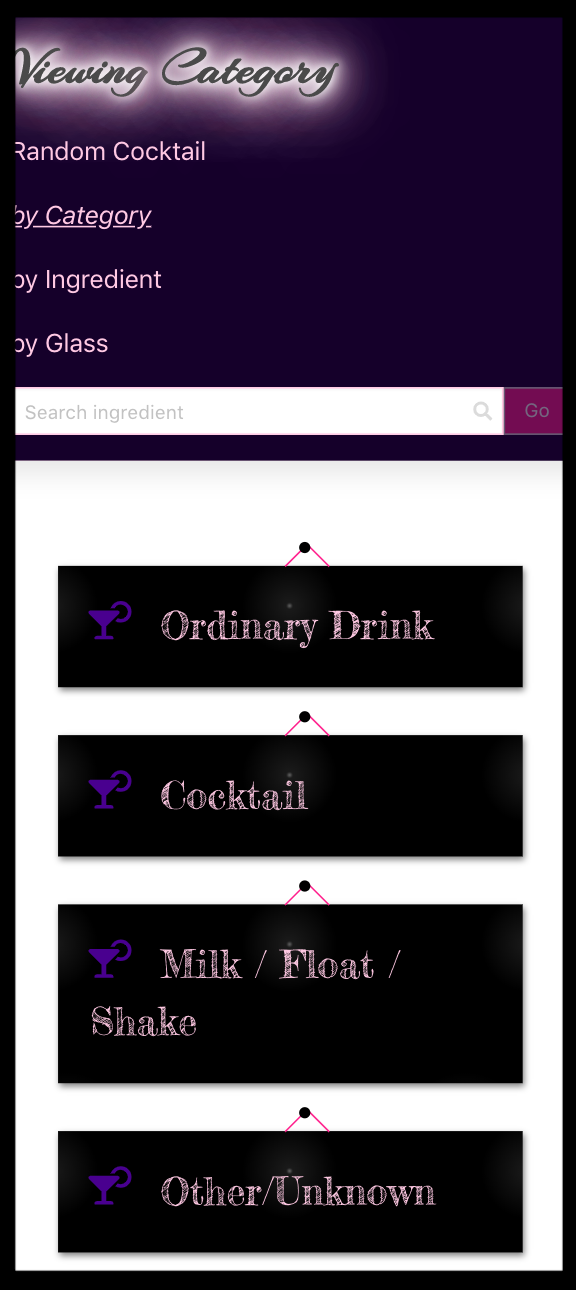 Viewing Category
Random Cocktail
by Category
by Ingredient
by Glass
Search ingredient Go
Ordinary Drink
Cocktail
Milk / Float /
Shake
Other/Unknown